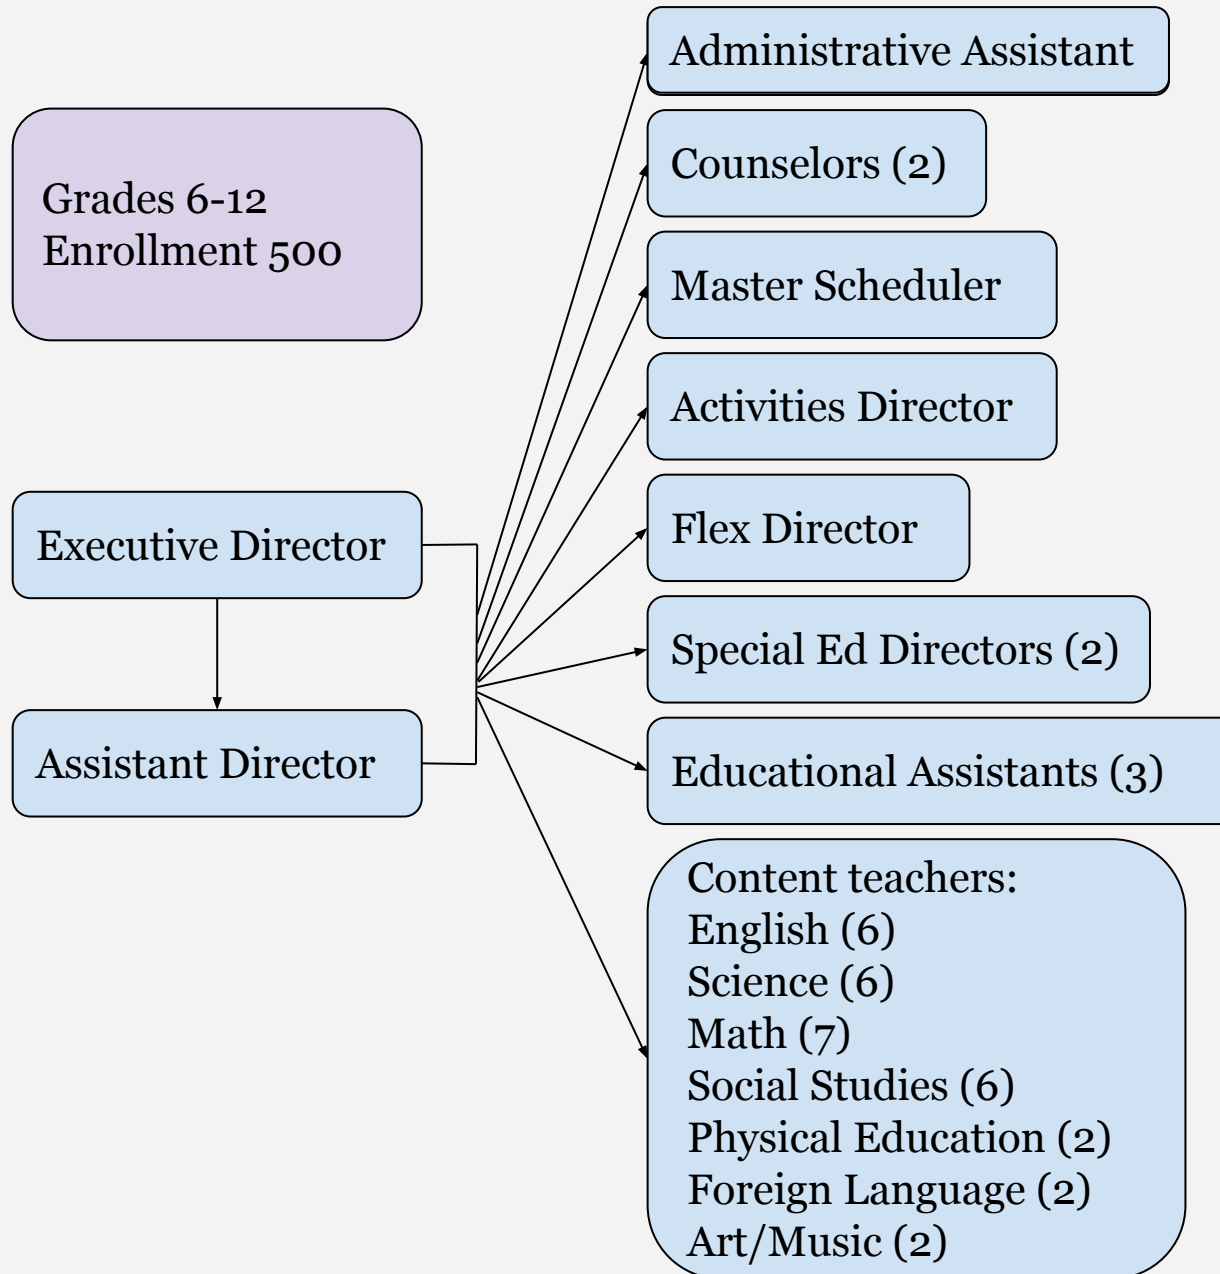 Administrative Assistant
Grades 6-12
Enrollment 500
Counselors (2)
Master Scheduler
Activities Director
Executive Director
Flex Director
Special Ed Directors (2)
Assistant Director
Educational Assistants (3)
Content teachers:
English (6)
Science (6)
Math (7)
Social Studies (6)
Physical Education (2)
Foreign Language (2)
Art/Music (2)